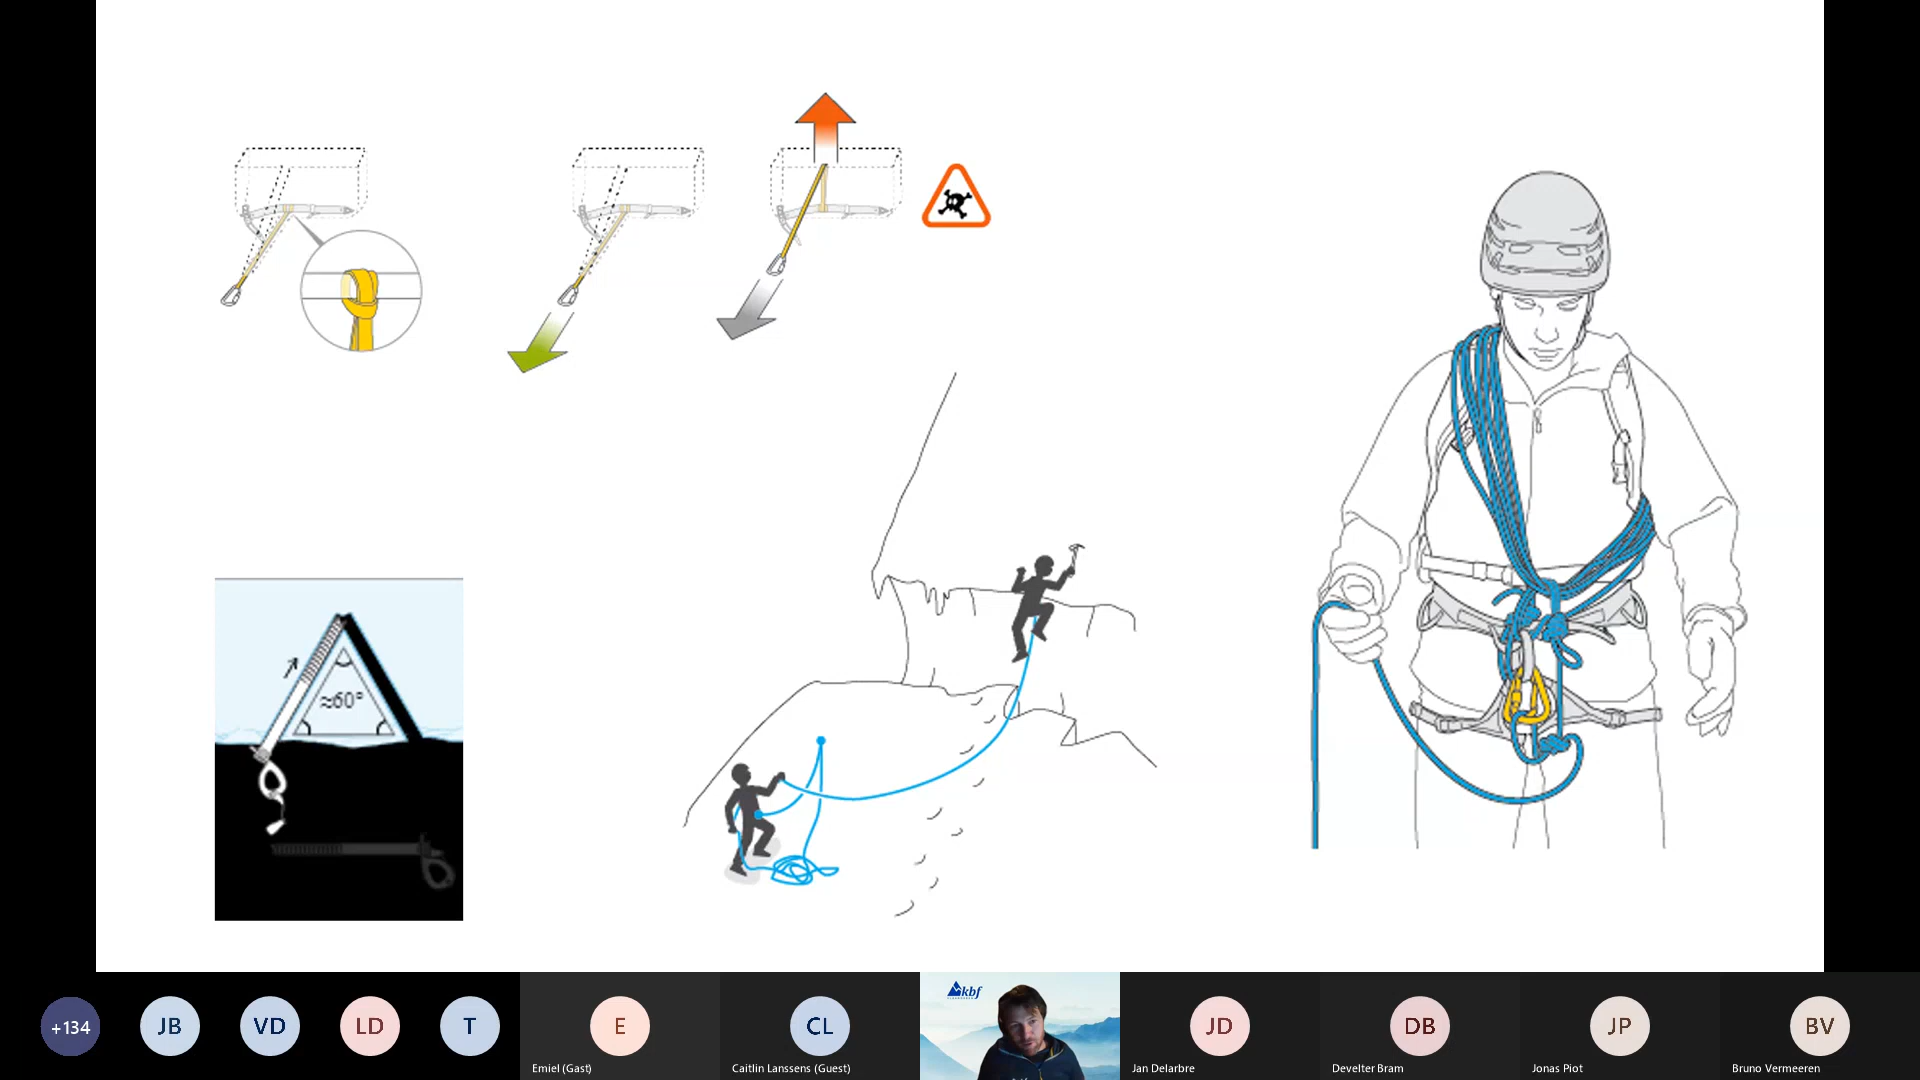 ≈60°
+134
JB
VD
LD
T
E
Emiel (Gast)
CL
Caitlin Lanssens (Guest)
kbf
JD
Jan Delarbre
DB
Develter Bram
JP
Jonas Piot
BV
Bruno Vermeeren